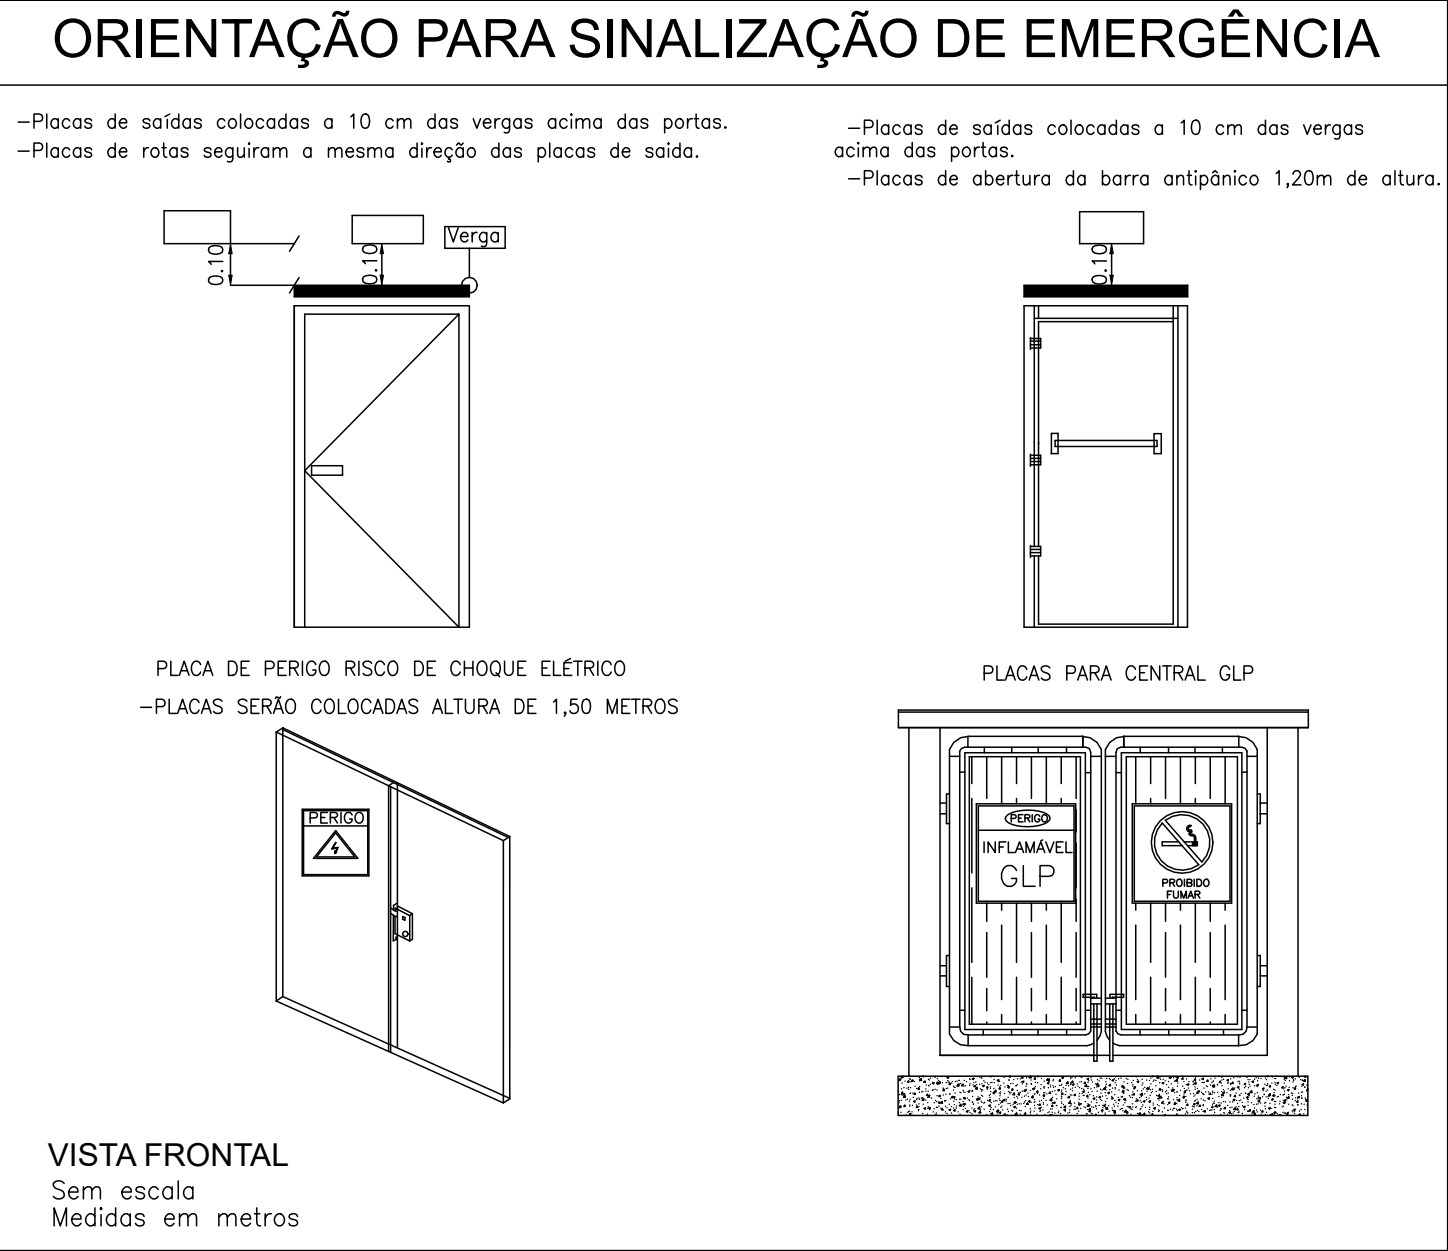 ORIENTAÇÃO PARA SINALIZAÇÃO DE EMERGÊNCIA
-Placas de saídas colocadas a 10 cm das vergas acima das portas.
-Placas de rotas seguiram a mesma direção das placas de saida.
-Placas de saídas colocadas a 10 cm das vergas
acima das portas.
-Placas de abertura da barra antipânico 1,20m de altura.
0.10
0.10
Verga
0.10
PLACA DE PERIGO RISCO DE CHOQUE ELÉTRICO
-PLACAS SERÃO COLOCADAS ALTURA DE 1,50 METROS
PERIGO
PLACAS PARA CENTRAL GLP
PERIGO
INFLAMÁVEL
GLP
PROIBIDO
FUMAR
VISTA FRONTAL
Sem escala
Medidas em metros